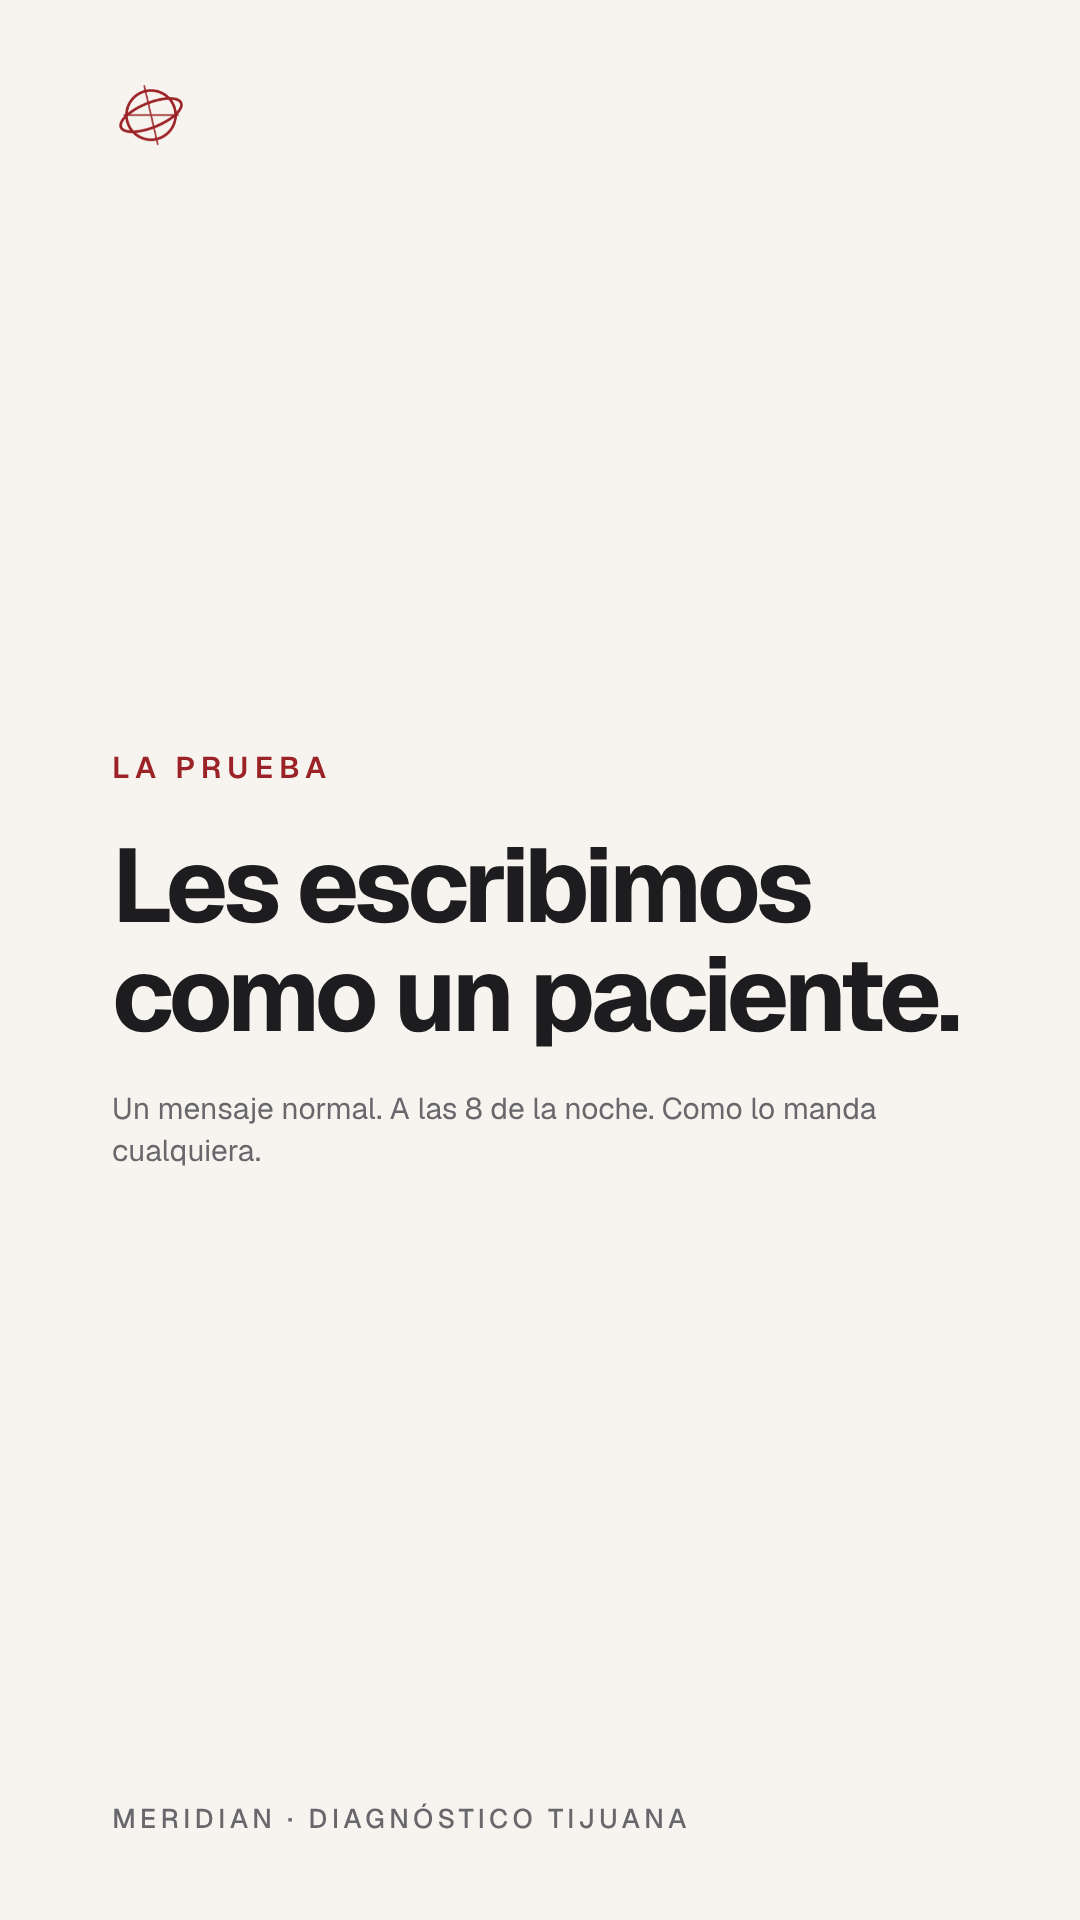 LA PRUEBA
Les escribimos
como un paciente.
Un mensaje normal. A las 8 de la noche. Como lo manda
cualquiera.
MERIDIAN · DIAGNÓSTICO TIJUANA